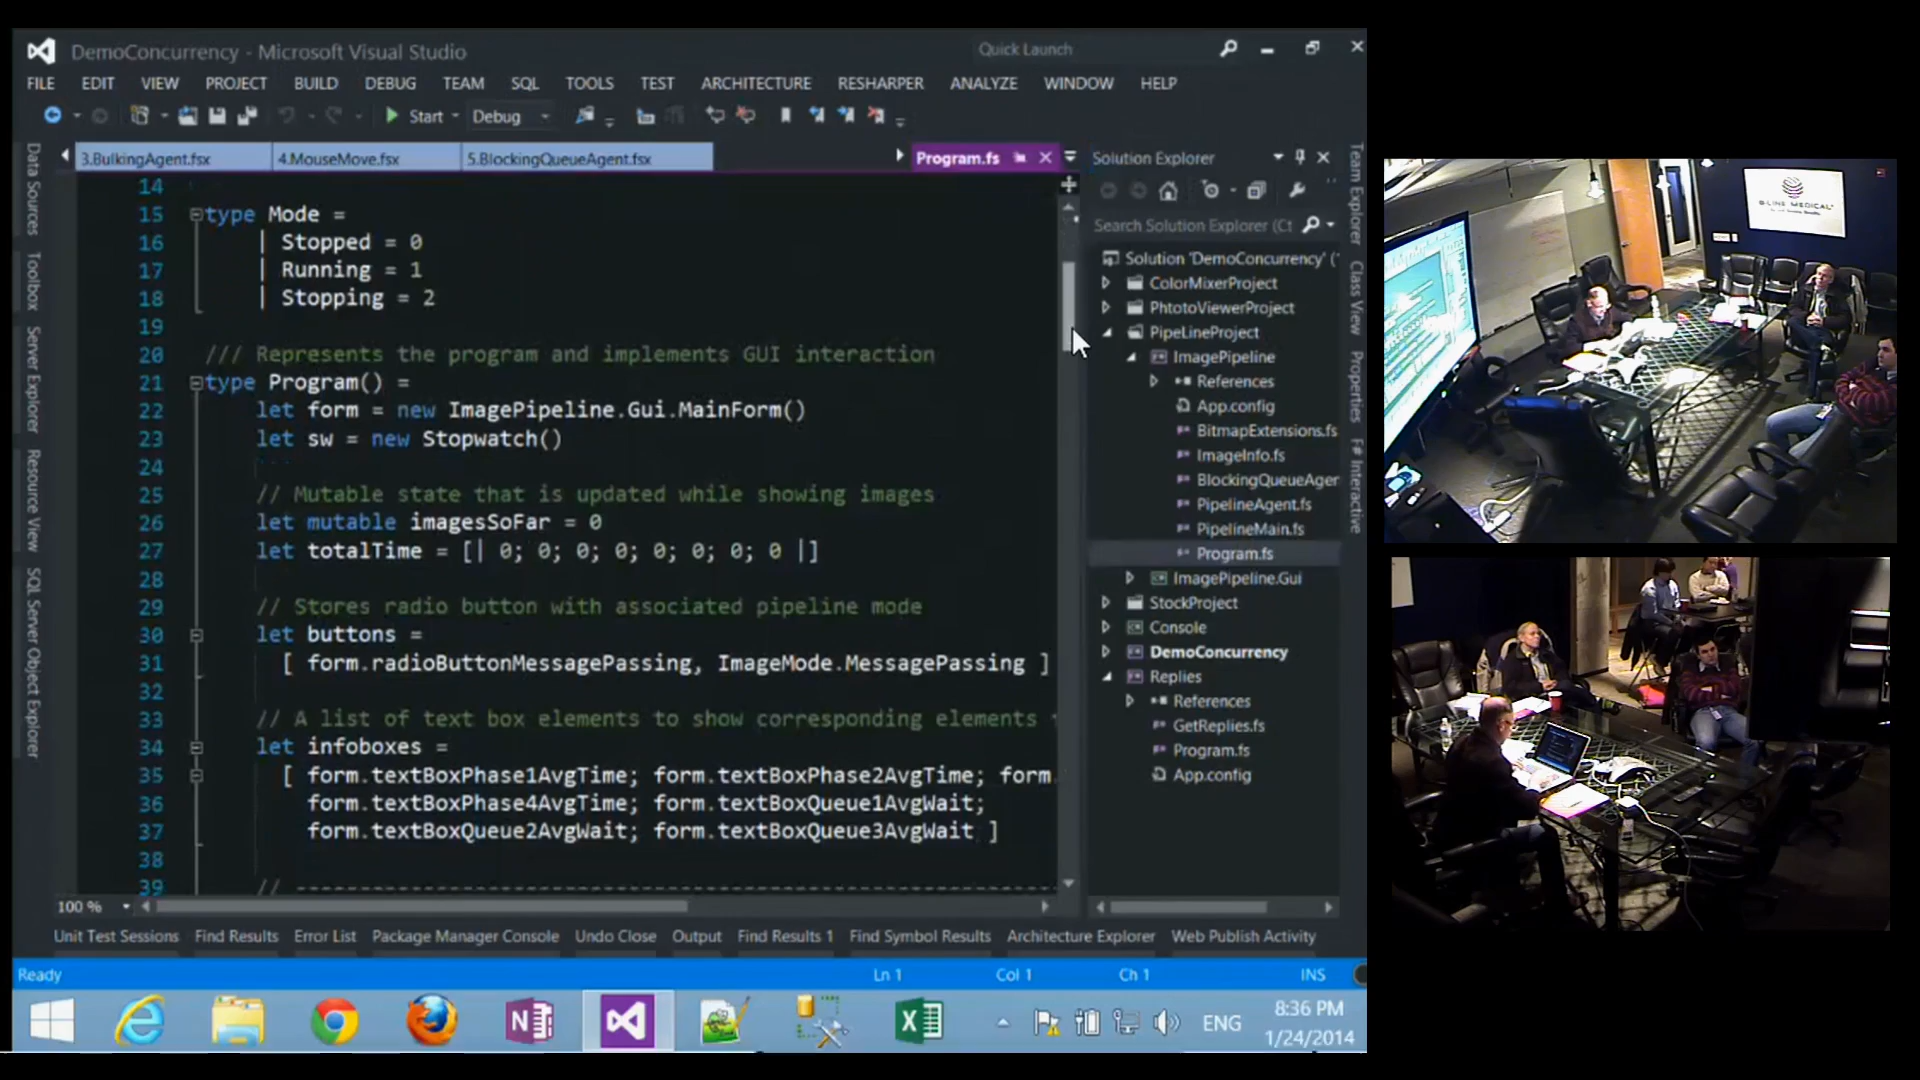 DemoConcurrency - Microsoft Visual Studio
Quick Launch
FILE EDIT VIEW PROJECT BUILD DEBUG TEAM SQL TOOLS TEST ARCHITECTURE RESHARPER ANALYZE WINDOW HELP
Start Debug
3.BulkingAgent.fsx 4.MouseMove.fsx 5.BlockingQueueAgent.fsx Program.fs
14
15 type Mode =
16 | Stopped = 0
17 | Running = 1
18 | Stopping = 2
19
20 /// Represents the program and implements GUI interaction
21 type Program() =
22 let form = new ImagePipeline.Gui.MainForm()
23 let sw = new Stopwatch()
24
25 // Mutable state that is updated while showing images
26 let mutable imagesSoFar = 0
27 let totalTime = [| 0; 0; 0; 0; 0; 0; 0; 0 |]
28
29 // Stores radio button with associated pipeline mode
30 let buttons =
31 [ form.radioButtonMessagePassing, ImageMode.MessagePassing ]
32
33 // A list of text box elements to show corresponding elements
34 let infoboxes =
35 [ form.textBoxPhase1AvgTime; form.textBoxPhase2AvgTime; form.
36 form.textBoxPhase4AvgTime; form.textBoxQueue1AvgWait;
37 form.textBoxQueue2AvgWait; form.textBoxQueue3AvgWait ]
38
39 // ----------------------------------------------------------
100 %
Data Sources
Toolbox
Server Explorer
Resource View
SQL Server Object Explorer
Solution Explorer
Search Solution Explorer (Ct
Solution 'DemoConcurrency' (
ColorMixerProject
PhtotoViewerProject
PipeLineProject
ImagePipeline
References
App.config
BitmapExtensions.fs
ImageInfo.fs
BlockingQueueAger
PipelineAgent.fs
PipelineMain.fs
Program.fs
ImagePipeline.Gui
StockProject
Console
DemoConcurrency
Replies
References
GetReplies.fs
Program.fs
App.config
Team Explorer
Class View
Properties
F# Interactive
Unit Test Sessions Find Results Error List Package Manager Console Undo Close Output Find Results 1 Find Symbol Results Architecture Explorer Web Publish Activity
Ready Ln 1 Col 1 Ch 1 INS
ENG
8:36 PM
1/24/2014
B-LINE MEDICAL